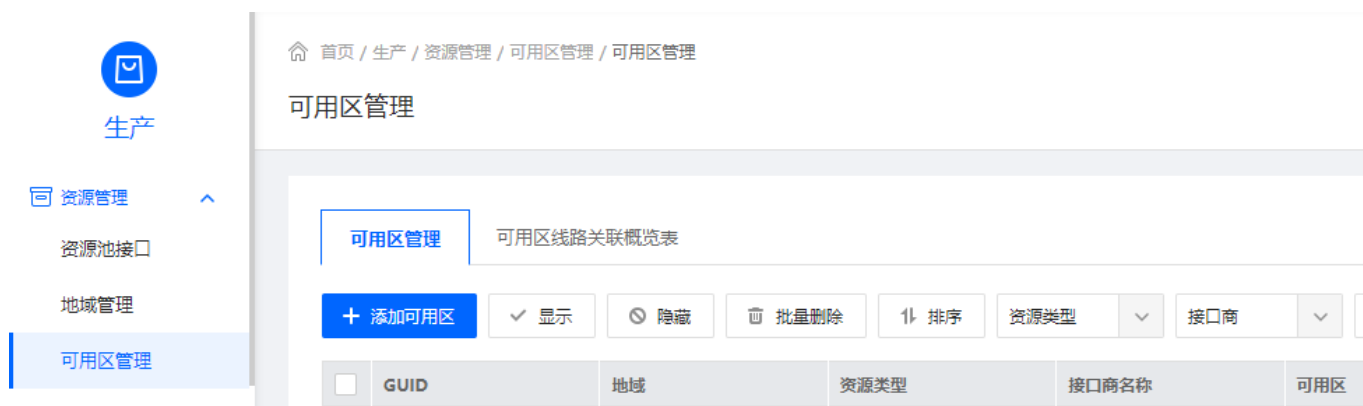 首页 / 生产 / 资源管理 / 可用区管理 / 可用区管理
可用区管理
生产
资源管理
资源池接口
地域管理
可用区管理
可用区管理 可用区线路关联概览表
添加可用区 显示 隐藏 批量删除 排序 资源类型 接口商
GUID 地域 资源类型 接口商名称 可用区